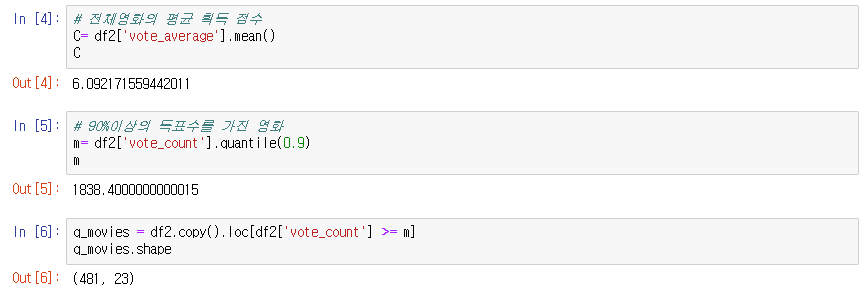 In [4]: # 전체영화의 평균 획득 점수
C= df2['vote_average'].mean()
C
Out[4]: 6.092171559442011
In [5]: # 90%이상의 득표수를 가진 영화
m= df2['vote_count'].quantile(0.9)
m
Out[5]: 1838.4000000000015
In [6]: q_movies = df2.copy().loc[df2['vote_count'] >= m]
q_movies.shape
Out[6]: (481, 23)